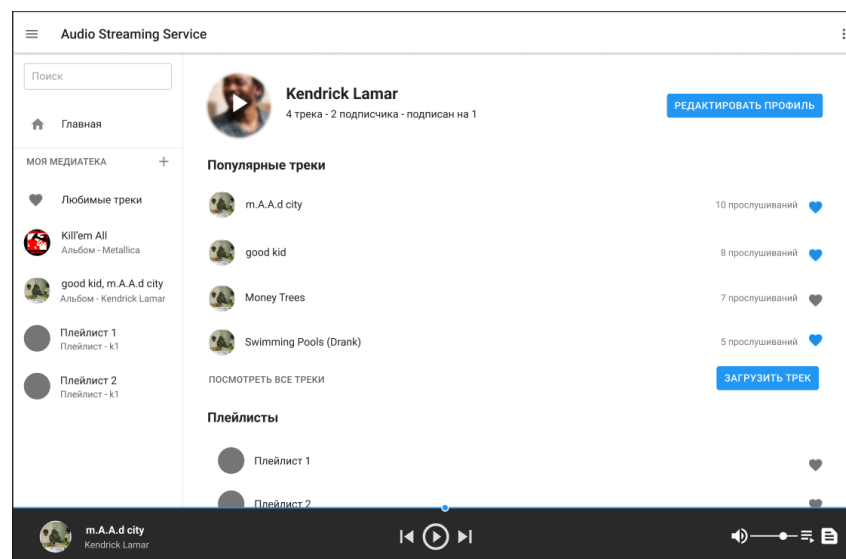 Audio Streaming Service
Поиск
Главная
МОЯ МЕДИАТЕКА
Любимые треки
Kill'em All
Альбом - Metallica
good kid, m.A.A.d city
Альбом - Kendrick Lamar
Плейлист 1
Плейлист - k1
Плейлист 2
Плейлист - k1
Kendrick Lamar
4 трека - 2 подписчика - подписан на 1
РЕДАКТИРОВАТЬ ПРОФИЛЬ
Популярные треки
m.A.A.d city
10 прослушиваний
good kid
8 прослушиваний
Money Trees
7 прослушиваний
Swimming Pools (Drank)
5 прослушиваний
ПОСМОТРЕТЬ ВСЕ ТРЕКИ
ЗАГРУЗИТЬ ТРЕК
Плейлисты
Плейлист 1
Плейлист 2
m.A.A.d city
Kendrick Lamar